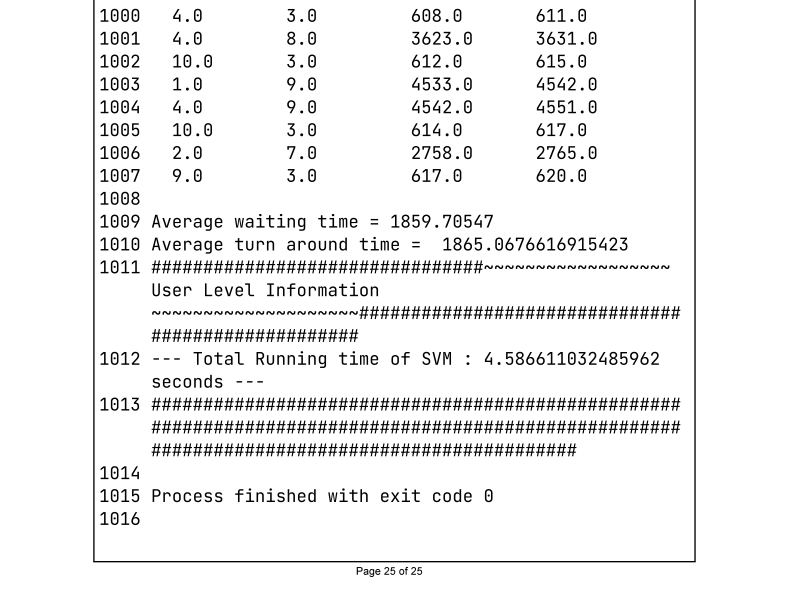 1000 4.0 3.0 608.0 611.0
1001 4.0 8.0 3623.0 3631.0
1002 10.0 3.0 612.0 615.0
1003 1.0 9.0 4533.0 4542.0
1004 4.0 9.0 4542.0 4551.0
1005 10.0 3.0 614.0 617.0
1006 2.0 7.0 2758.0 2765.0
1007 9.0 3.0 617.0 620.0
1008
1009 Average waiting time = 1859.70547
1010 Average turn around time =  1865.0676616915423
1011 ################################~~~~~~~~~~~~~~~~~~
User Level Information
~~~~~~~~~~~~~~~~~~~~###############################
####################
1012 --- Total Running time of SVM : 4.586611032485962
seconds ---
1013 ###################################################
###################################################
#########################################
1014
1015 Process finished with exit code 0
1016
Page 25 of 25